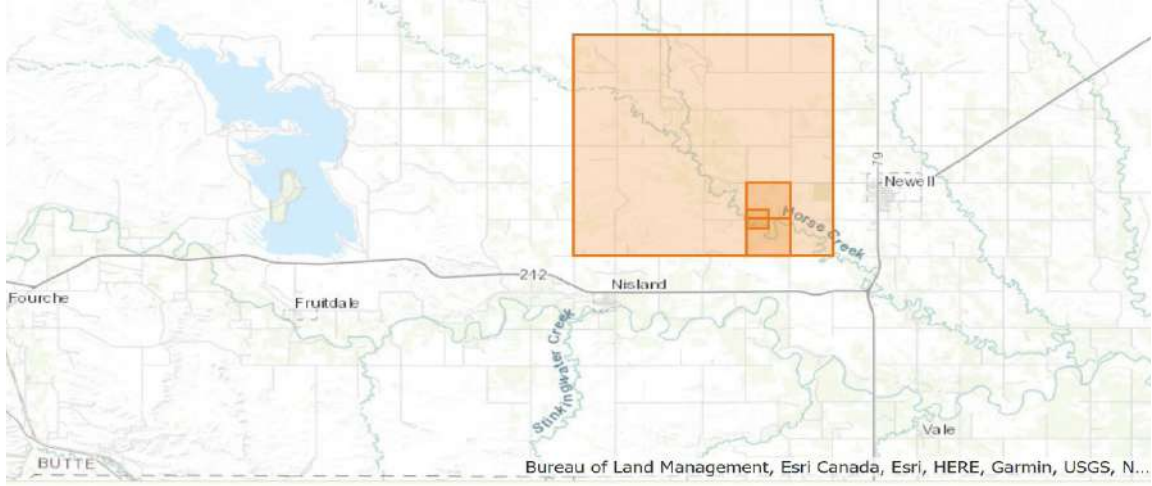 79
Newell
Horse Creek
212
Nisland
Fourche
Fruitdale
Stinkingwater Creek
Vale
BUTTE
Bureau of Land Management, Esri Canada, Esri, HERE, Garmin, USGS, N...